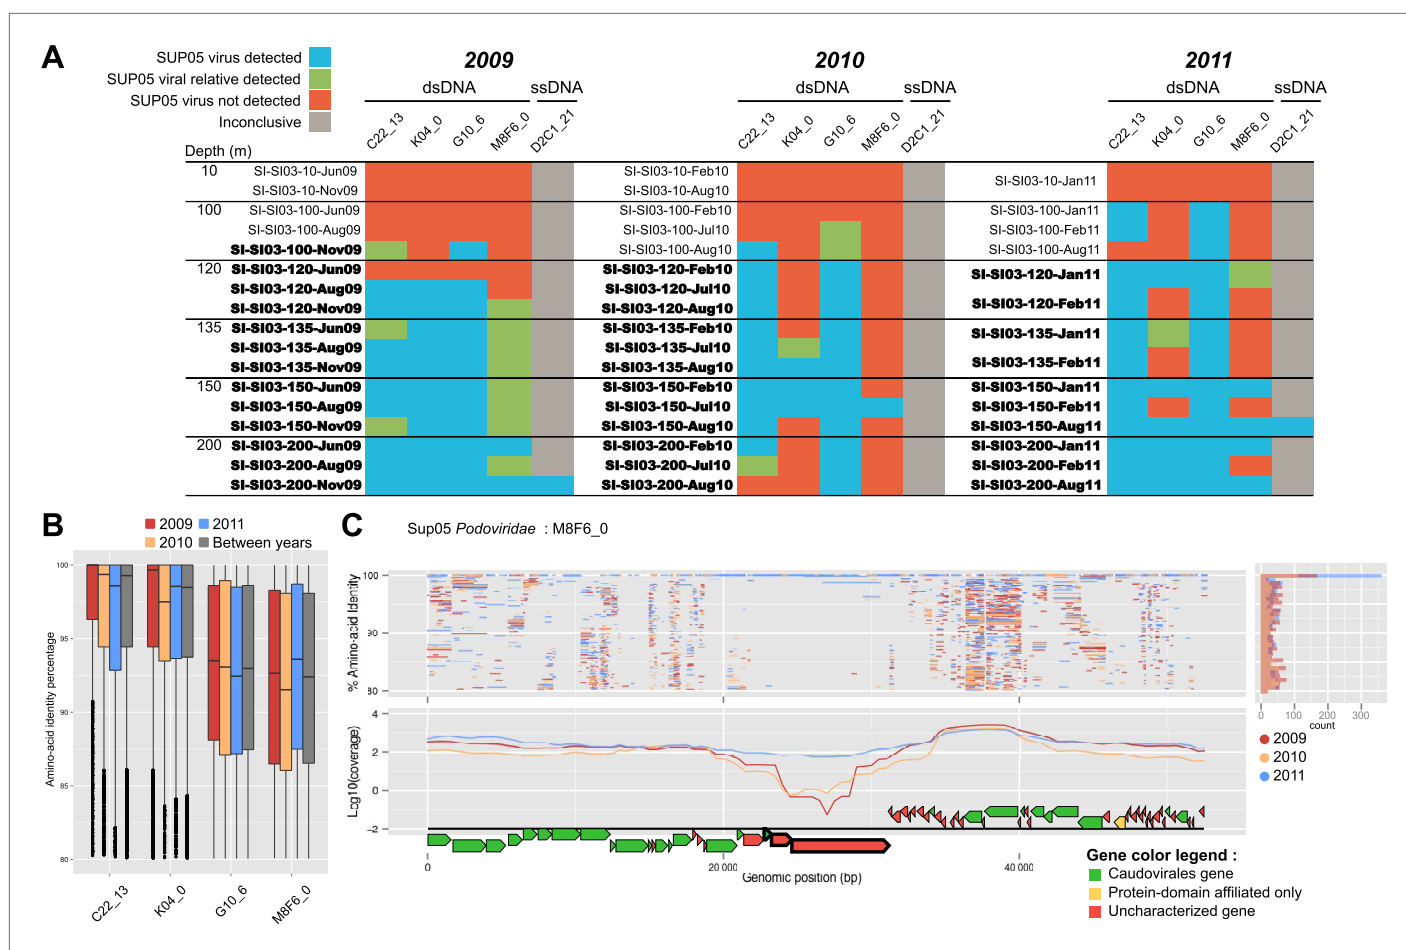 A
SUP05 virus detected
SUP05 viral relative detected
SUP05 virus not detected
Inconclusive
2009
2010
2011
dsDNA ssDNA
dsDNA ssDNA
dsDNA ssDNA
C22_13 K04_0 G10_6 M8F6_0 D2C1_21
C22_13 K04_0 G10_6 M8F6_0 D2C1_21
C22_13 K04_0 G10_6 M8F6_0 D2C1_21
Depth (m)
10 SI-SI03-10-Jun09 SI-SI03-10-Feb10
SI-SI03-10-Jan11
SI-SI03-10-Nov09 SI-SI03-10-Aug10
100 SI-SI03-100-Jun09 SI-SI03-100-Feb10 SI-SI03-100-Jan11
SI-SI03-100-Aug09 SI-SI03-100-Jul10 SI-SI03-100-Feb11
SI-SI03-100-Nov09 SI-SI03-100-Aug10 SI-SI03-100-Aug11
120 SI-SI03-120-Jun09 SI-SI03-120-Feb10 SI-SI03-120-Jan11
SI-SI03-120-Aug09 SI-SI03-120-Jul10
SI-SI03-120-Nov09 SI-SI03-120-Aug10 SI-SI03-120-Feb11
135 SI-SI03-135-Jun09 SI-SI03-135-Feb10 SI-SI03-135-Jan11
SI-SI03-135-Aug09 SI-SI03-135-Jul10
SI-SI03-135-Nov09 SI-SI03-135-Aug10 SI-SI03-135-Feb11
150 SI-SI03-150-Jun09 SI-SI03-150-Feb10 SI-SI03-150-Jan11
SI-SI03-150-Aug09 SI-SI03-150-Jul10 SI-SI03-150-Feb11
SI-SI03-150-Nov09 SI-SI03-150-Aug10 SI-SI03-150-Aug11
200 SI-SI03-200-Jun09 SI-SI03-200-Feb10 SI-SI03-200-Jan11
SI-SI03-200-Aug09 SI-SI03-200-Jul10 SI-SI03-200-Feb11
SI-SI03-200-Nov09 SI-SI03-200-Aug10 SI-SI03-200-Aug11
B
2009 2011
2010 Between years
Amino-acid identity percentage
100
95
90
85
80
C22_13 K04_0 G10_6 M8F6_0
C
Sup05 Podoviridae : M8F6_0
% Amino-acid Identity
100
90
80
Log10(coverage)
4
2
0
−2
0 20 000 40 000
Genomic position (bp)
0 100 200 300
count
2009
2010
2011
Gene color legend :
Caudovirales gene
Protein-domain affiliated only
Uncharacterized gene